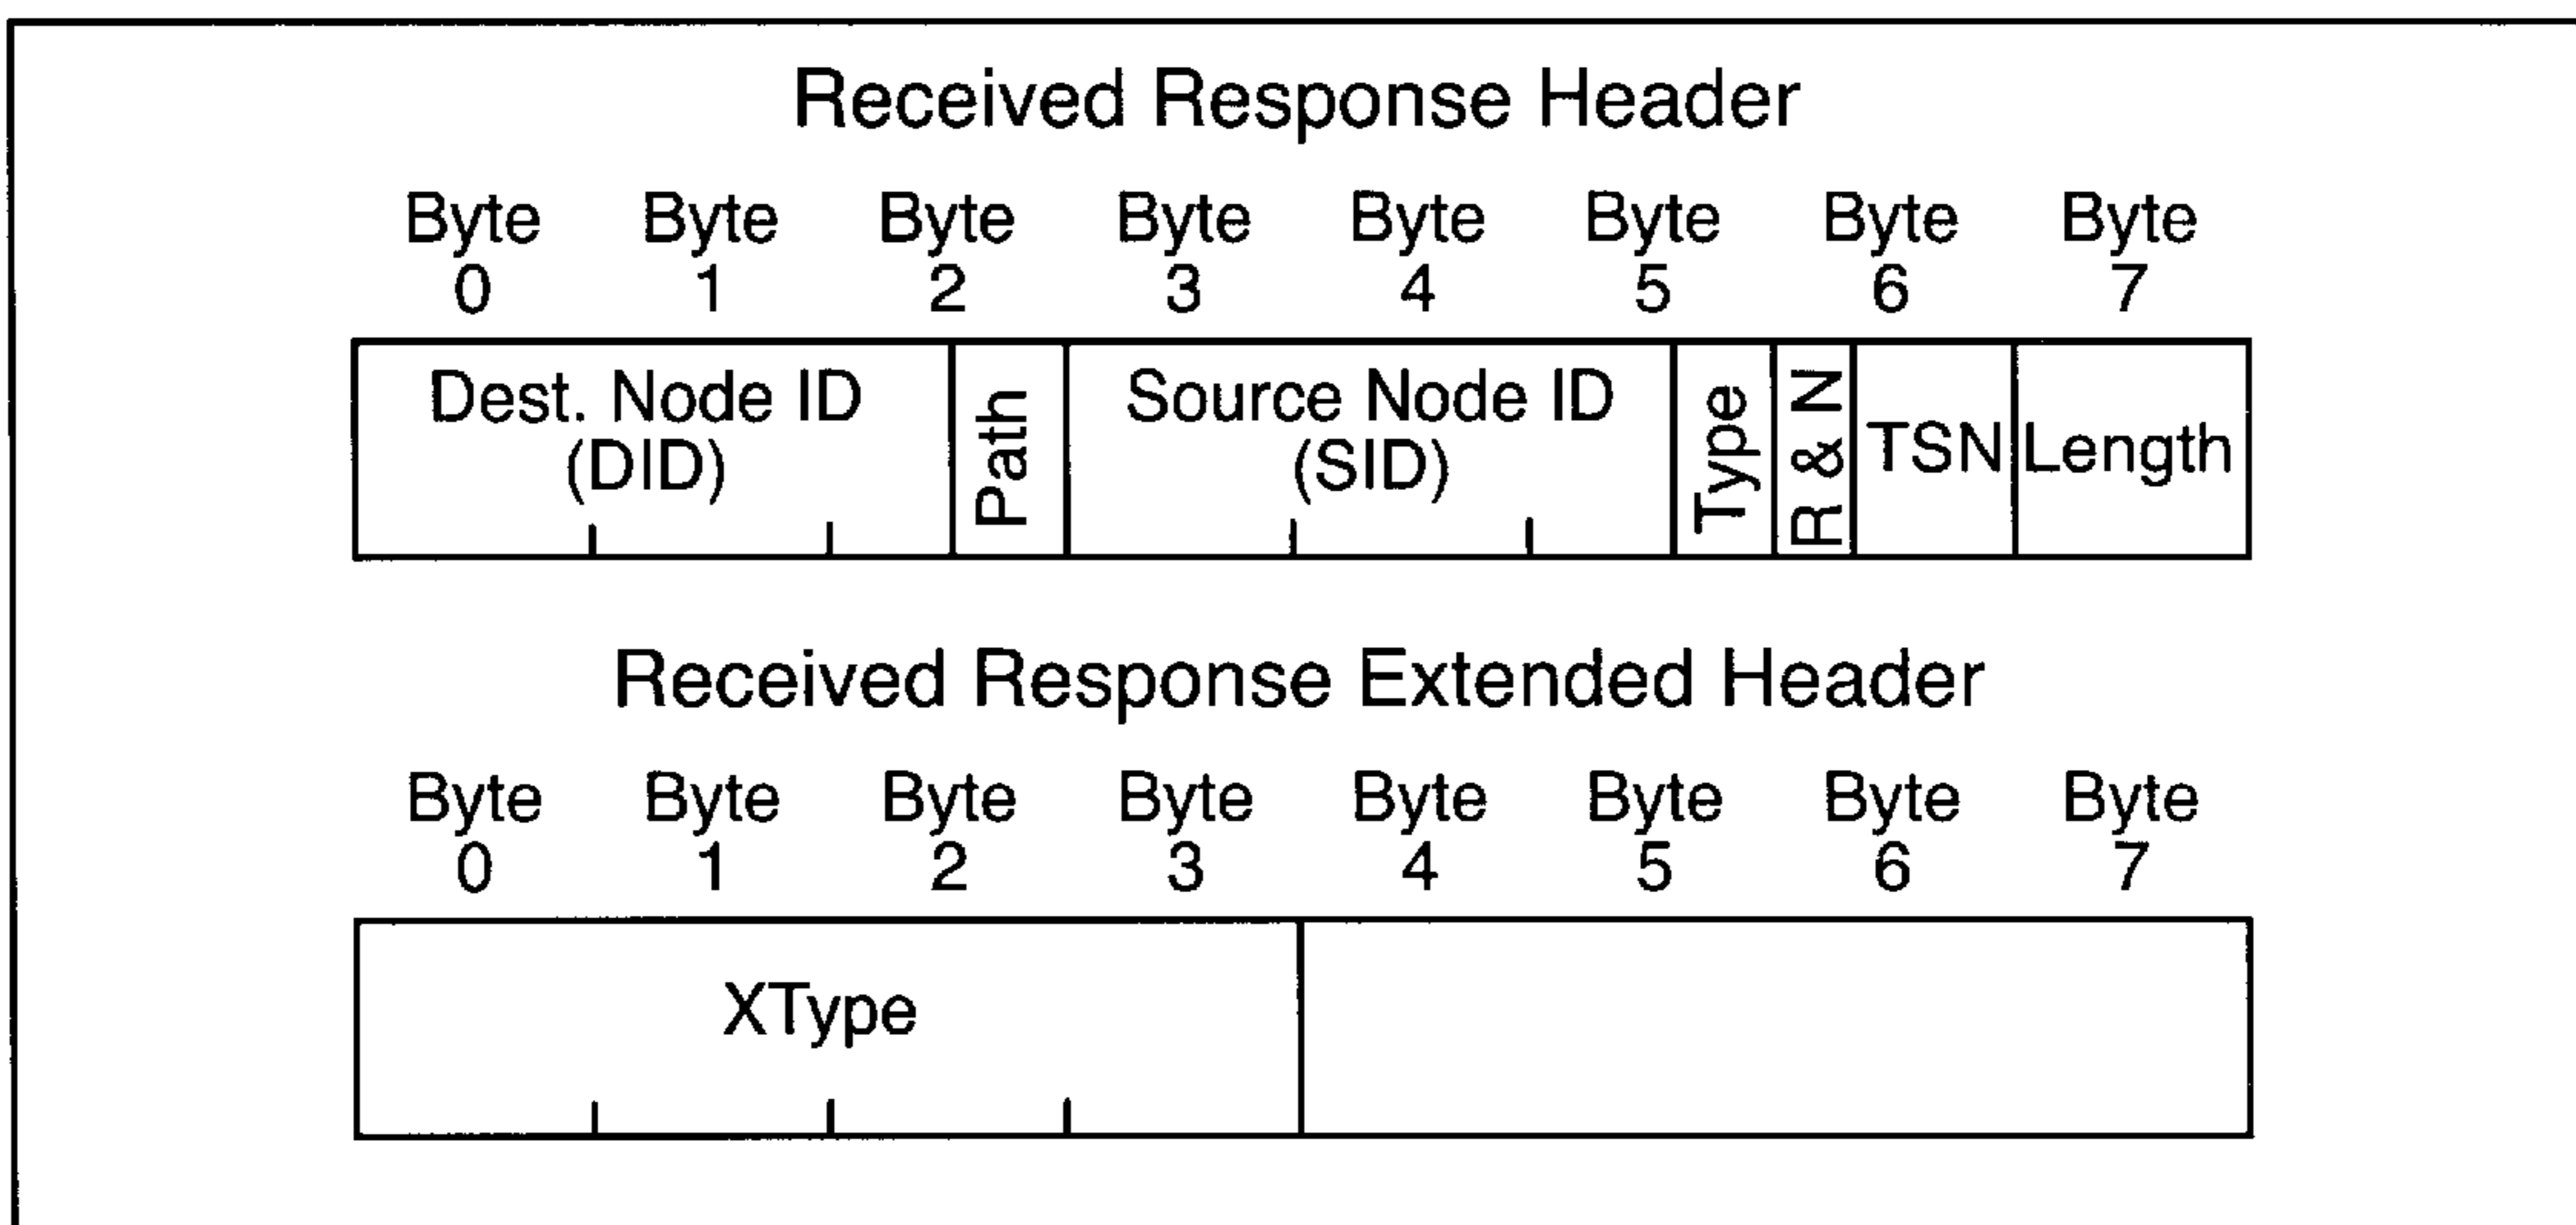 Received Response Header
Byte Byte Byte Byte Byte Byte Byte Byte
0 1 2 3 4 5 6 7
Dest. Node ID
(DID)
Path
Source Node ID
(SID)
Type
R & N
TSN
Length
Received Response Extended Header
Byte Byte Byte Byte Byte Byte Byte Byte
0 1 2 3 4 5 6 7
XType